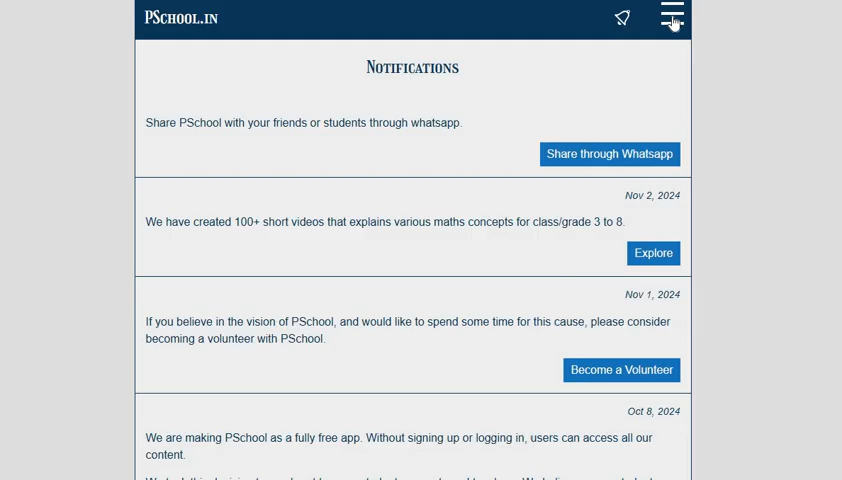 PSchool.in
Notifications
Share PSchool with your friends or students through whatsapp.
Share through Whatsapp
Nov 2, 2024
We have created 100+ short videos that explains various maths concepts for class/grade 3 to 8.
Explore
Nov 1, 2024
If you believe in the vision of PSchool, and would like to spend some time for this cause, please consider
becoming a volunteer with PSchool.
Become a Volunteer
Oct 8, 2024
We are making PSchool as a fully free app. Without signing up or logging in, users can access all our
content.